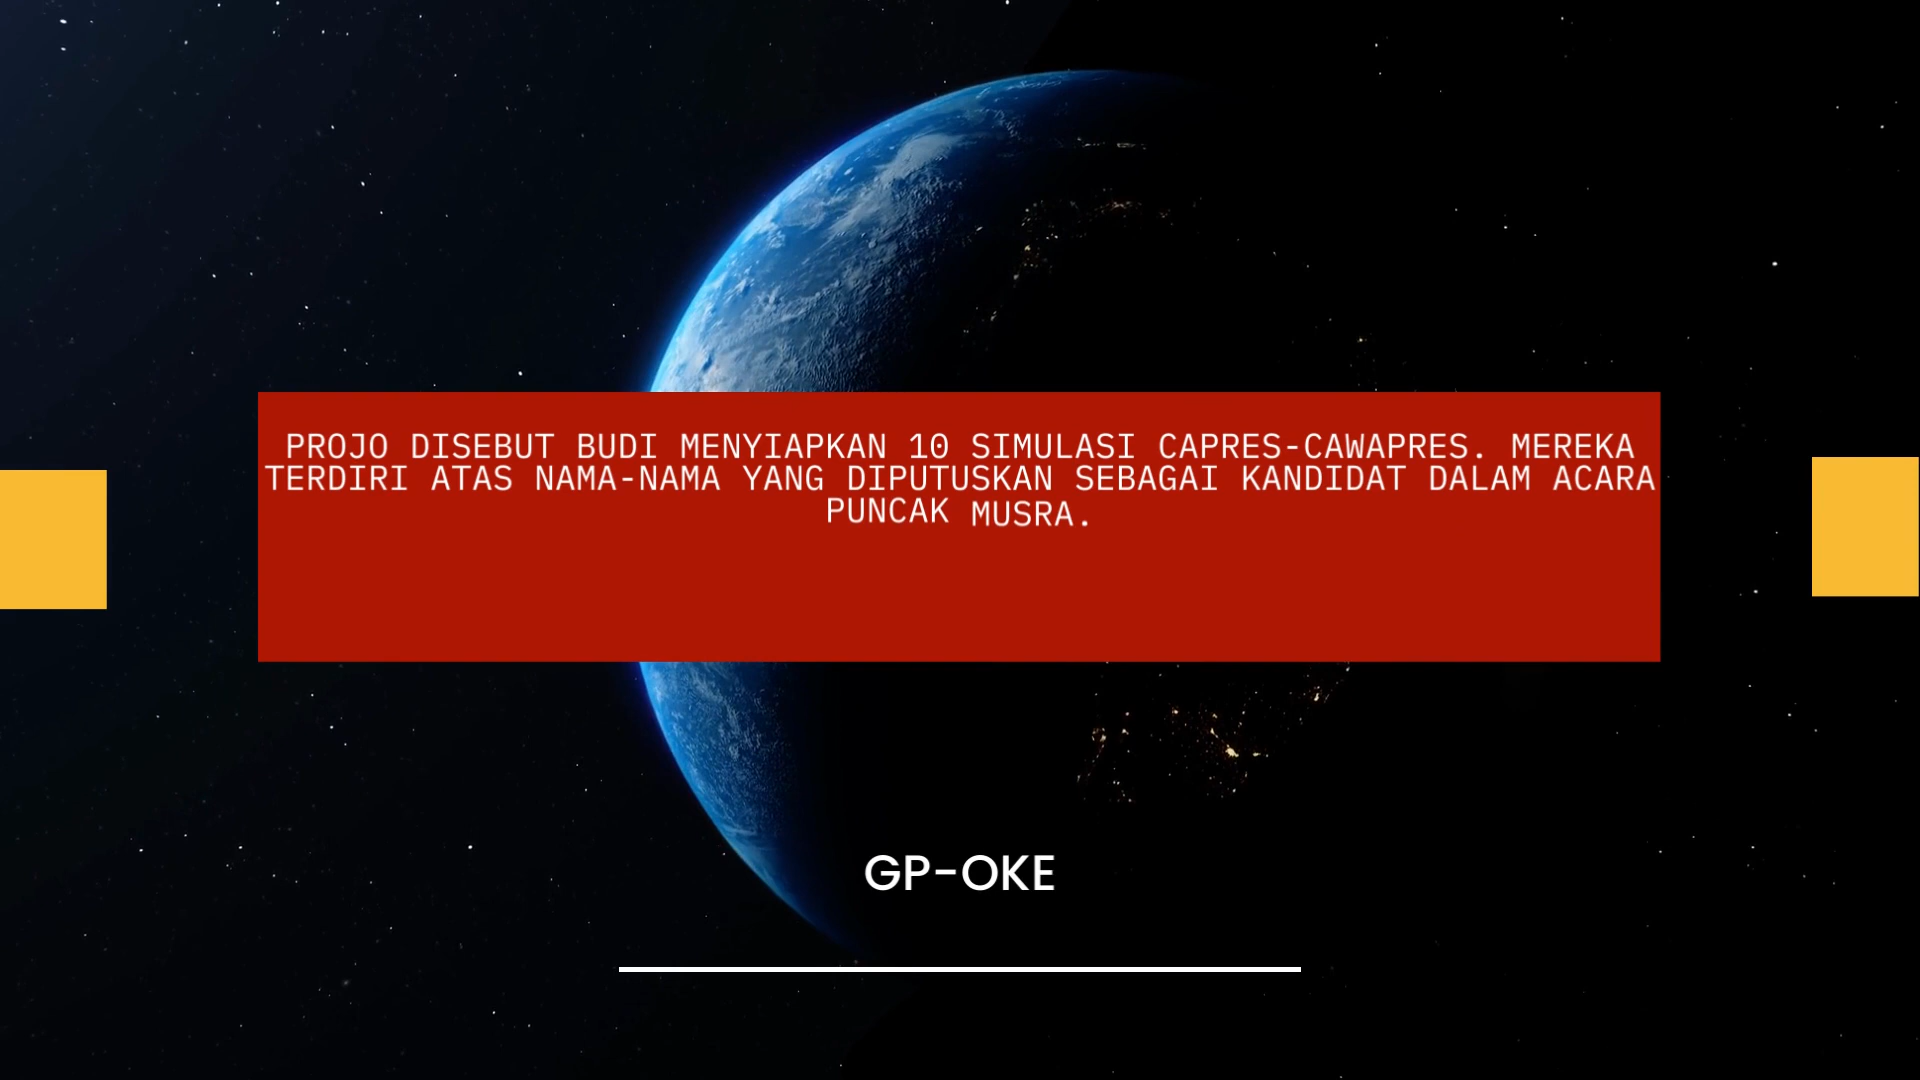 PROJO DISEBUT BUDI MENYIAPKAN 10 SIMULASI CAPRES-CAWAPRES. MEREKA
TERDIRI ATAS NAMA-NAMA YANG DIPUTUSKAN SEBAGAI KANDIDAT DALAM ACARA
PUNCAK MUSRA.
GP-OKE